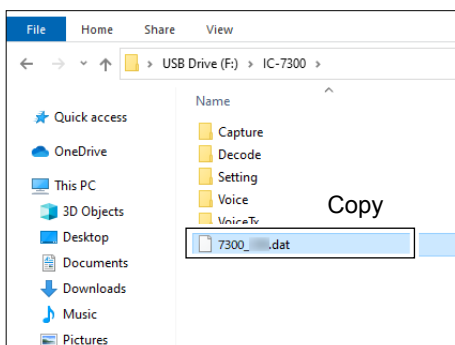 File Home Share View
USB Drive (F:) > IC-7300 >
Name
Quick access
OneDrive
This PC
3D Objects
Desktop
Documents
Downloads
Music
Pictures
Capture
Decode
Setting
Voice
VoiceTx
Copy
7300_ .dat